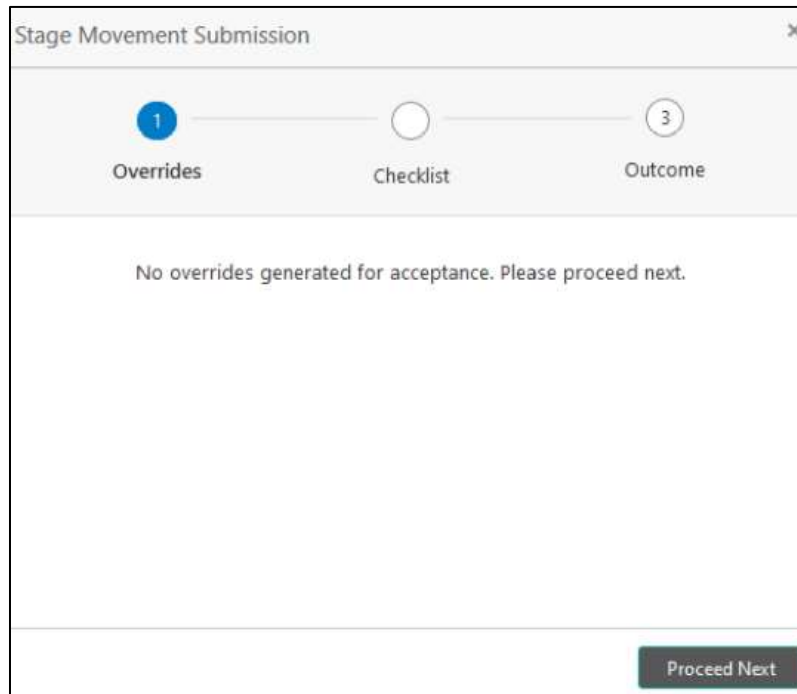 Stage Movement Submission ×
1 3
Overrides Checklist Outcome
No overrides generated for acceptance. Please proceed next.
Proceed Next